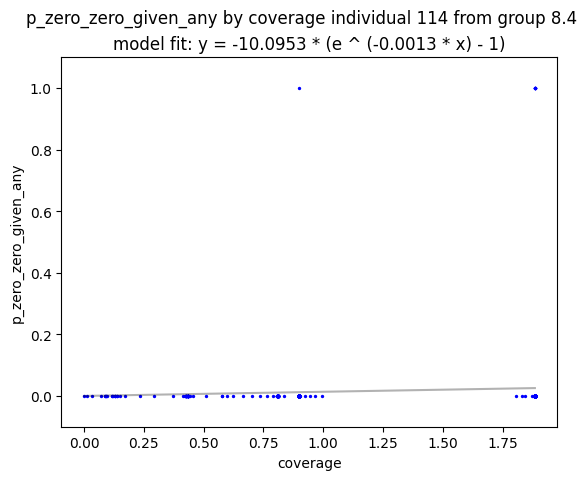 p_zero_zero_given_any by coverage individual 114 from group 8.4
model fit: y = -10.0953 * (e ^ (-0.0013 * x) - 1)
1.0
0.8
0.6
0.4
0.2
0.0
p_zero_zero_given_any
0.00 0.25 0.50 0.75 1.00 1.25 1.50 1.75
coverage